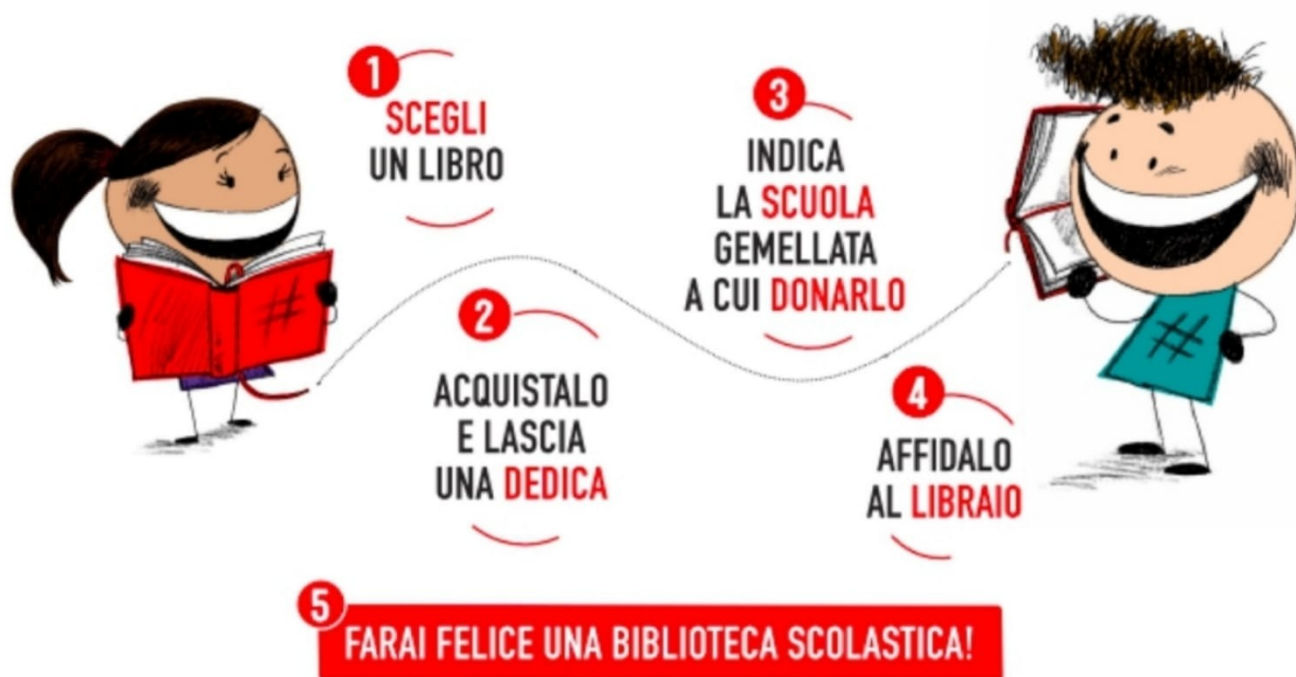 1
SCEGLI
UN LIBRO
2
ACQUISTALO
E LASCIA
UNA DEDICA
3
INDICA
LA SCUOLA
GEMELLATA
A CUI DONARLO
4
AFFIDALO
AL LIBRAIO
5
FARAI FELICE UNA BIBLIOTECA SCOLASTICA!